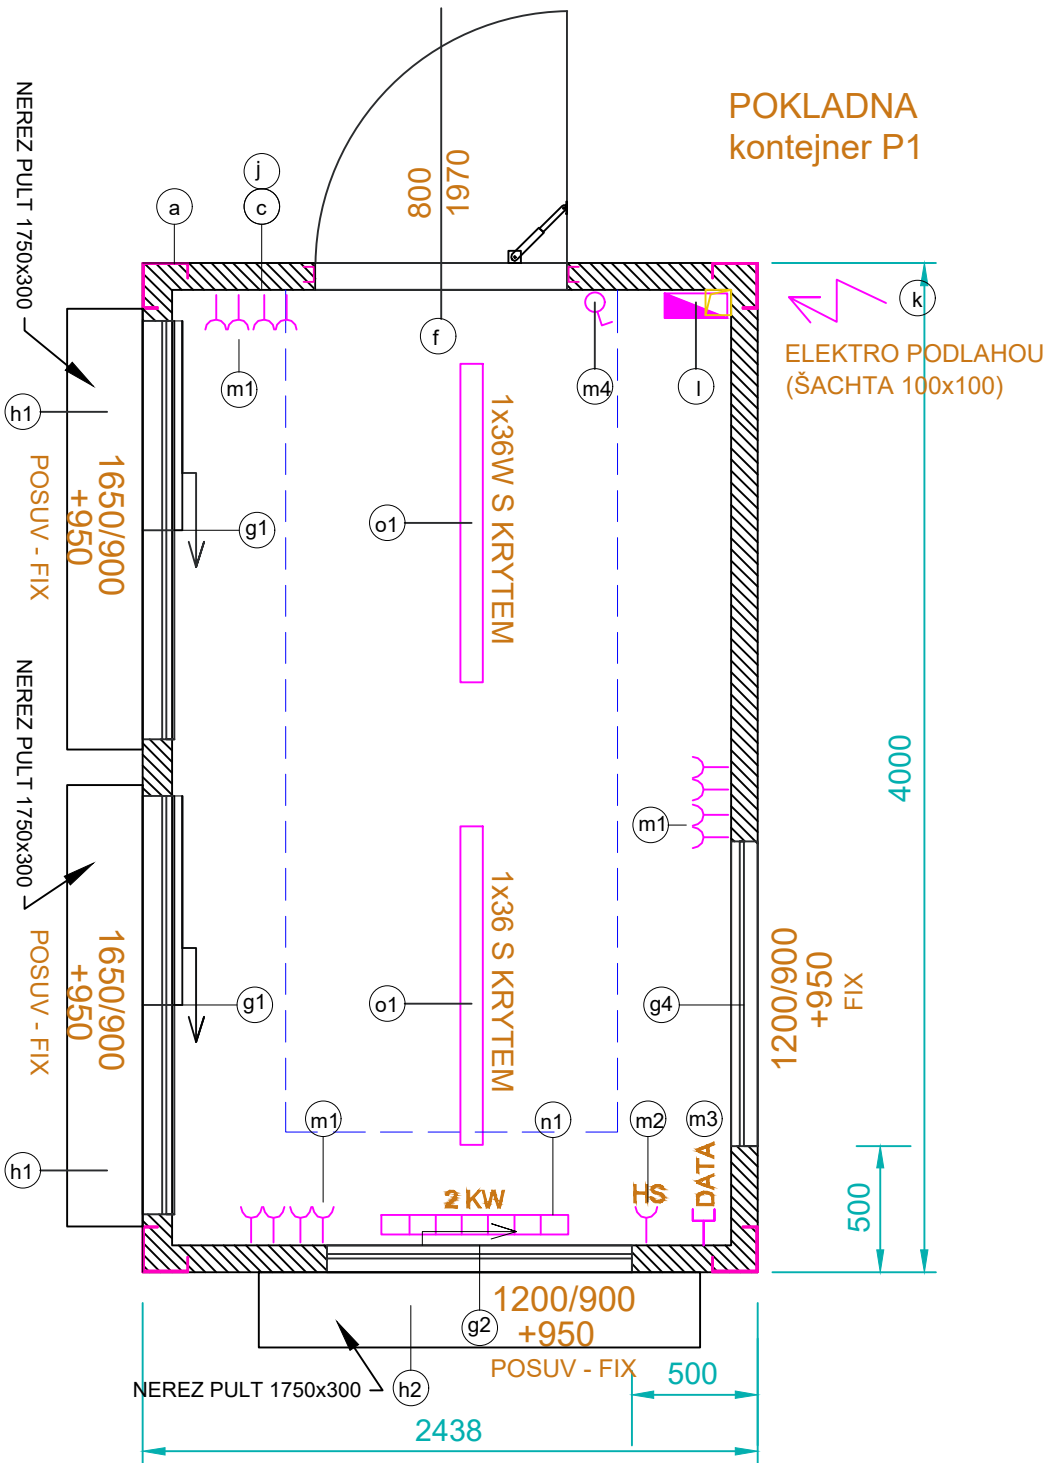 POKLADNA
kontejner P1
NEREZ PULT 1750x300
j
a
c
800
1970
k
ELEKTRO PODLAHOU
(ŠACHTA 100x100)
f
m1
m4
l
h1
1650/900
+950
POSUV - FIX
g1
o1
1x36W S KRYTEM
4000
NEREZ PULT 1750x300
m1
1650/900
+950
POSUV - FIX
g1
o1
1x36 S KRYTEM
g4
1200/900
+950
FIX
h1
m1
n1
m2
m3
2 KW
HS
DATA
500
1200/900
+950
POSUV - FIX
g2
500
NEREZ PULT 1750x300
h2
2438